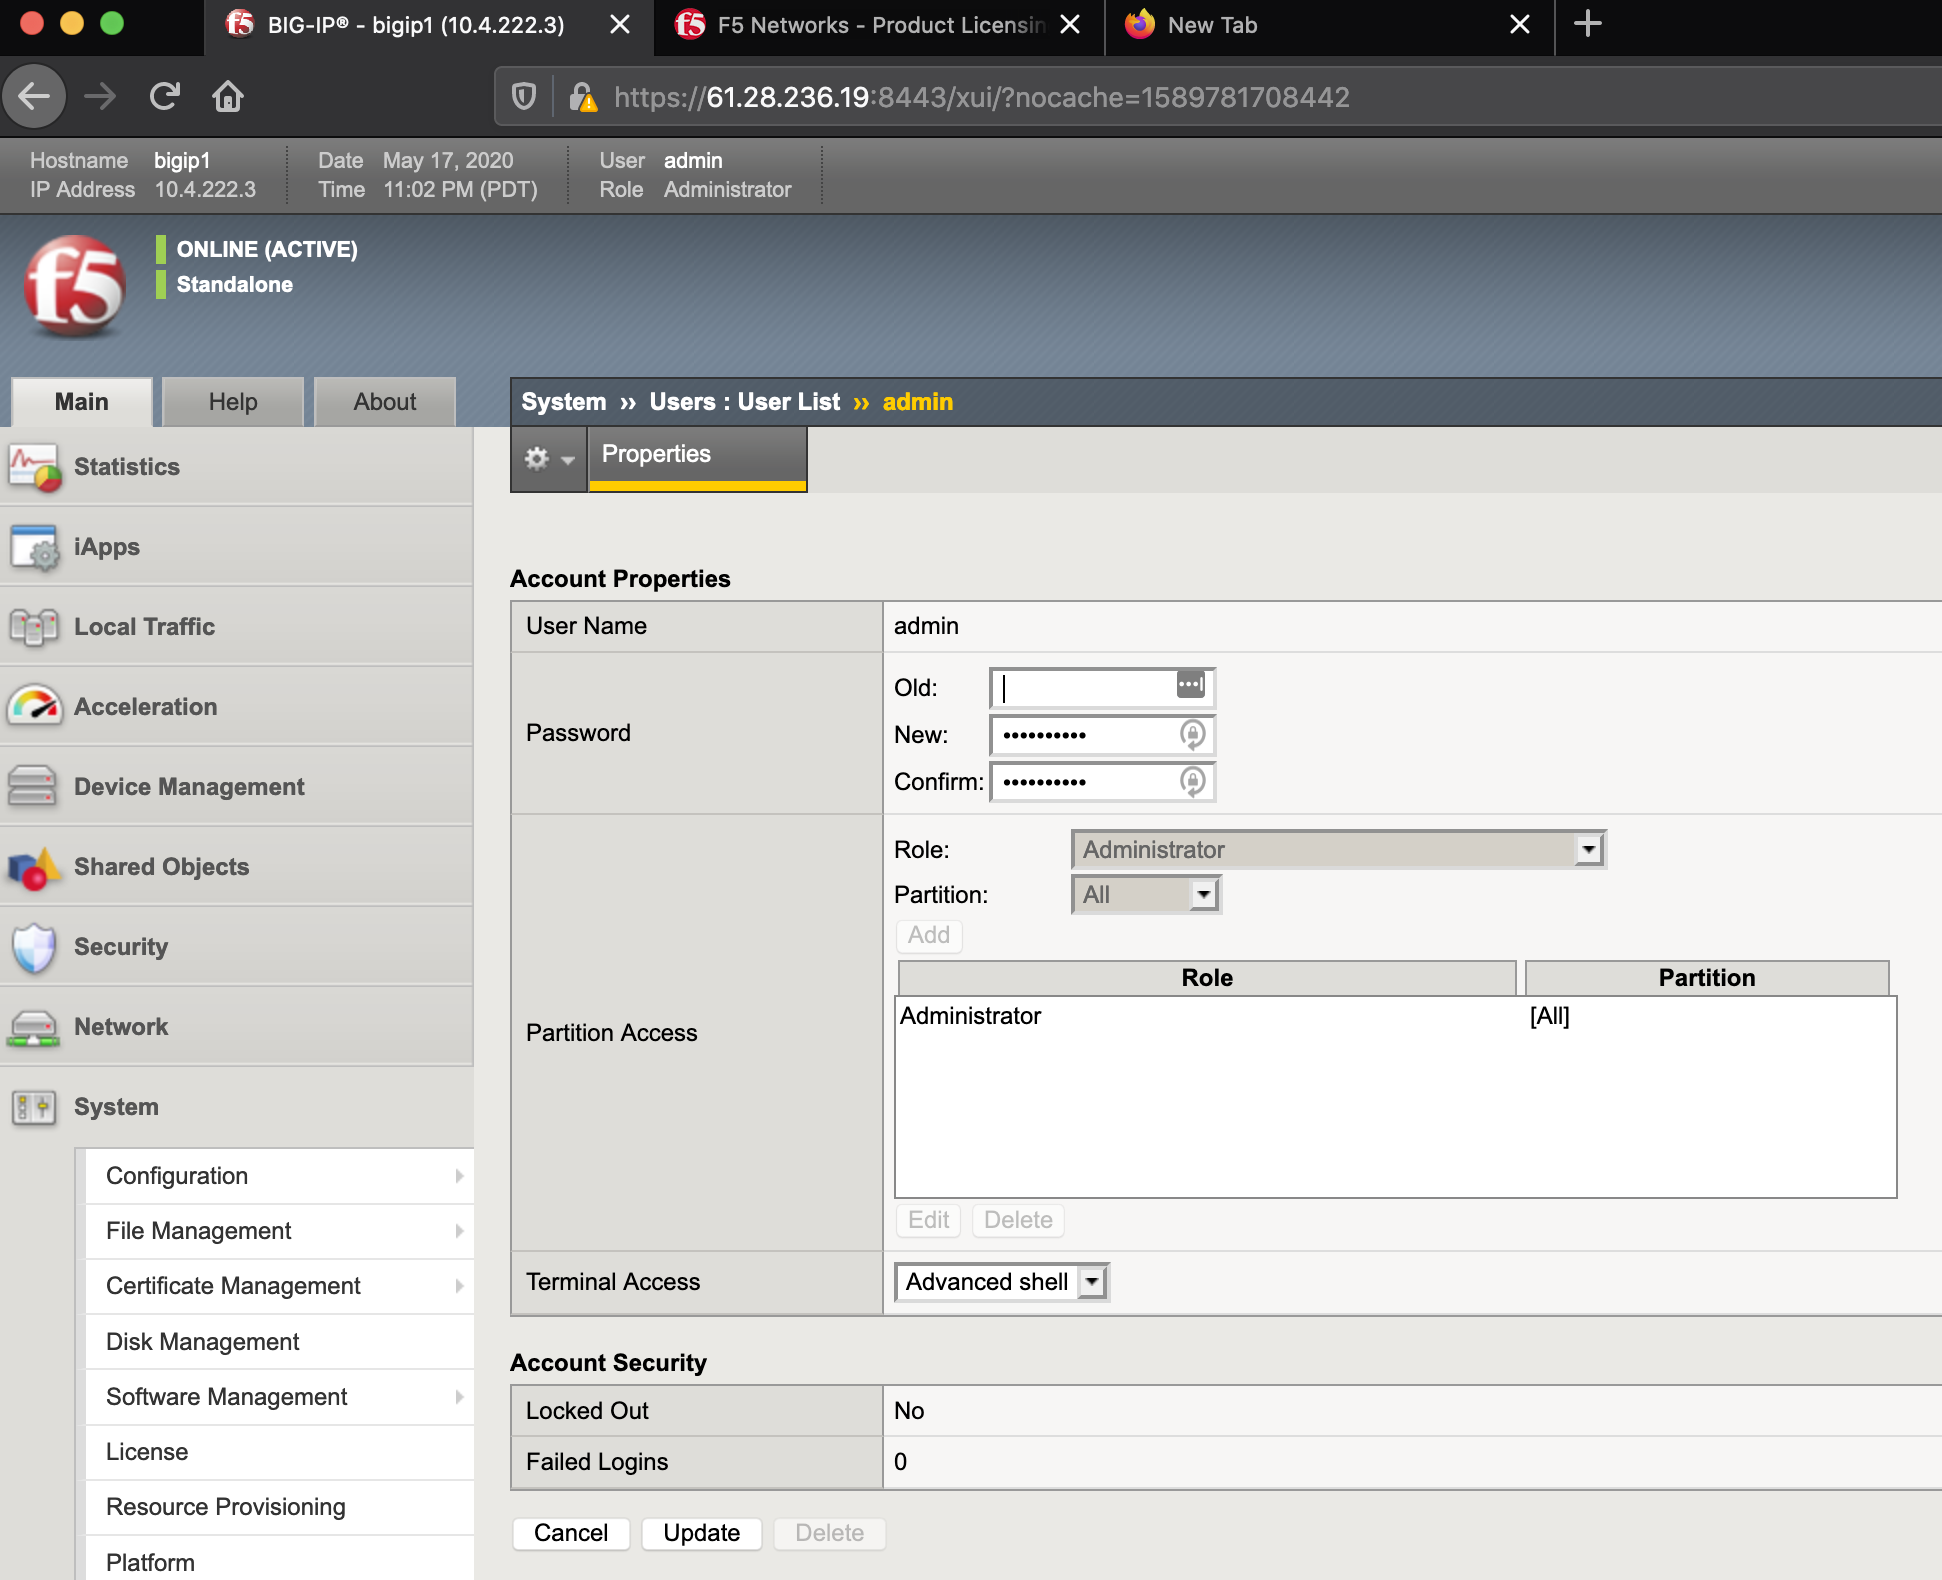 BIG-IP® - bigip1 (10.4.222.3)
F5 Networks - Product Licensin
New Tab
https://61.28.236.19:8443/xui/?nocache=1589781708442
Hostname bigip1
IP Address 10.4.222.3
Date May 17, 2020
Time 11:02 PM (PDT)
User admin
Role Administrator
f5
ONLINE (ACTIVE)
Standalone
Main
Help
About
System ›› Users : User List ›› admin
Properties
Statistics
iApps
Local Traffic
Acceleration
Device Management
Shared Objects
Security
Network
System
Configuration
File Management
Certificate Management
Disk Management
Software Management
License
Resource Provisioning
Platform
Account Properties
User Name admin
Password
Old:
New: ••••••••••
Confirm: ••••••••••
Partition Access
Role: Administrator
Partition: All
Add
Role Partition
Administrator [All]
Edit Delete
Terminal Access Advanced shell
Account Security
Locked Out No
Failed Logins 0
Cancel Update Delete